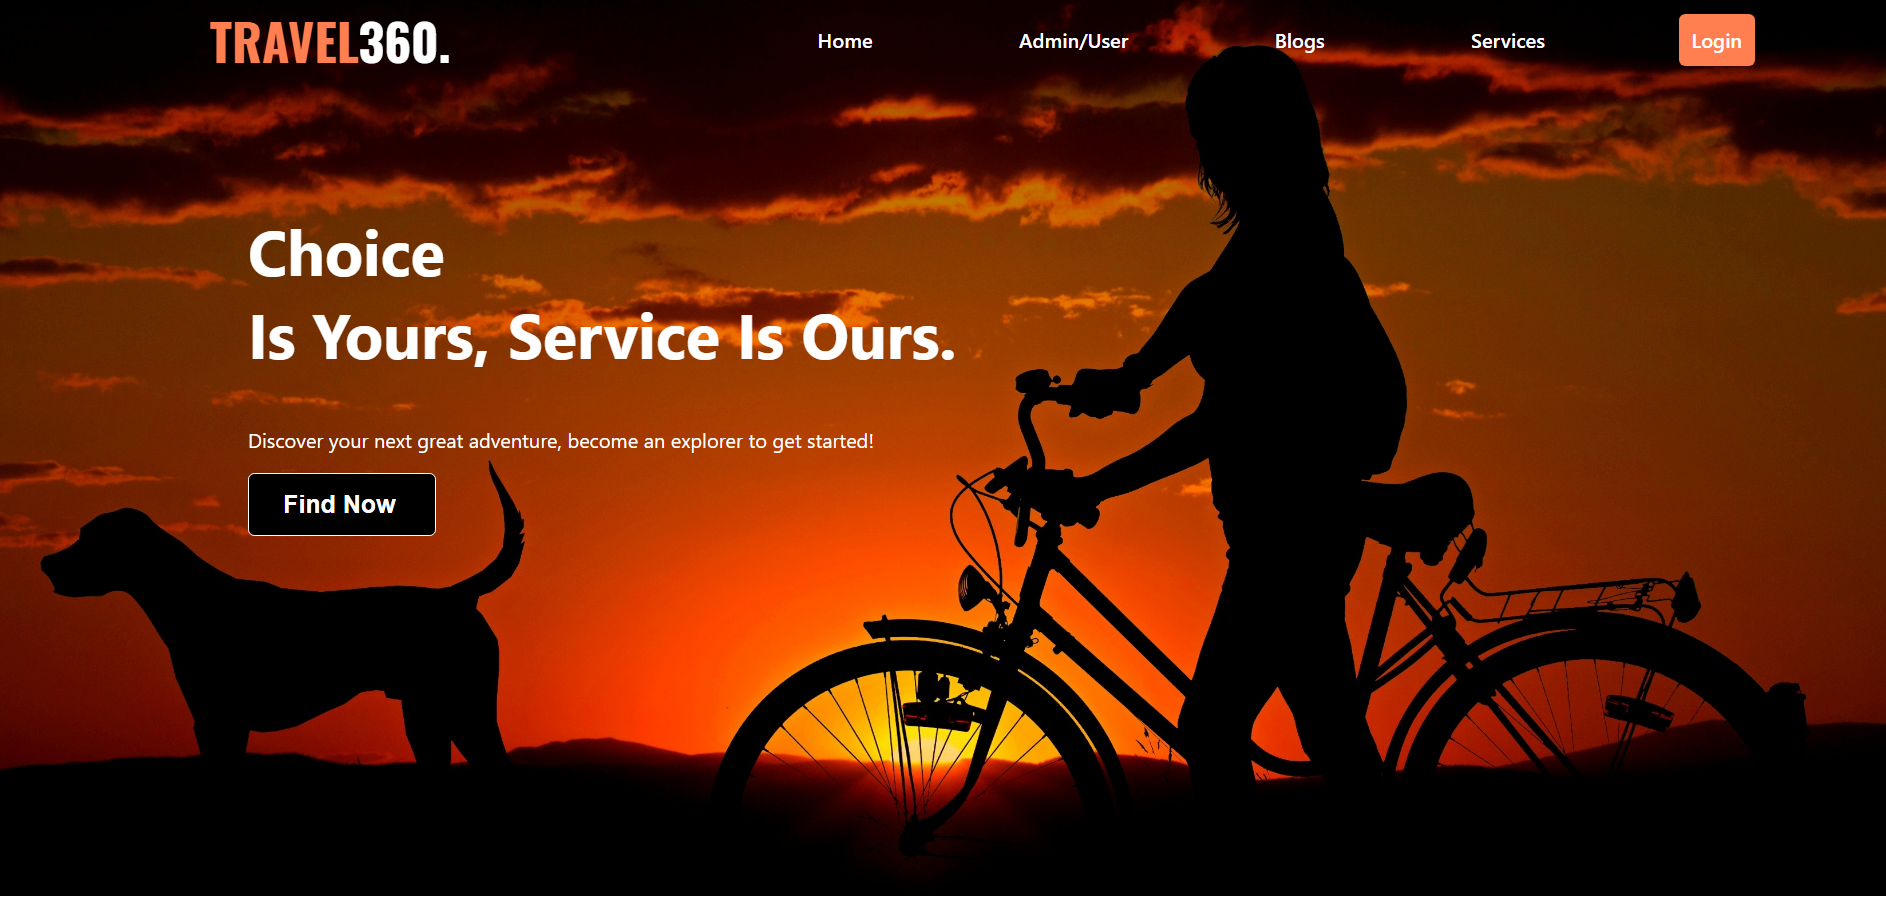 TRAVEL360.
Home
Admin/User
Blogs
Services
Login
Choice
Is Yours, Service Is Ours.
Discover your next great adventure, become an explorer to get started!
Find Now